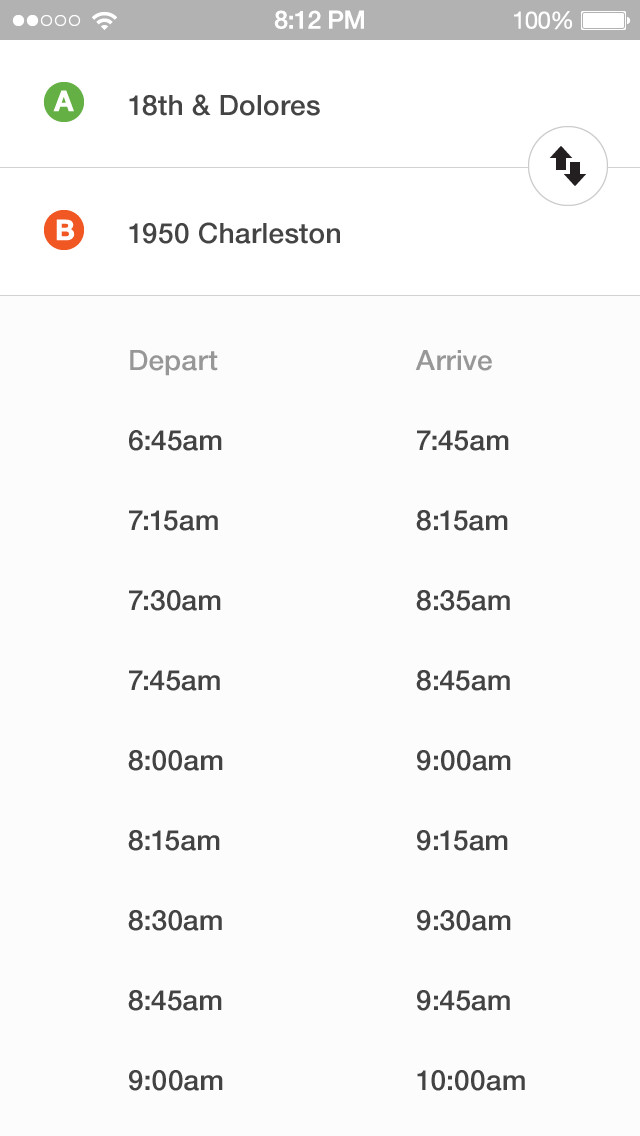 8:12 PM 100%
A 18th & Dolores
B 1950 Charleston
Depart Arrive
6:45am 7:45am
7:15am 8:15am
7:30am 8:35am
7:45am 8:45am
8:00am 9:00am
8:15am 9:15am
8:30am 9:30am
8:45am 9:45am
9:00am 10:00am